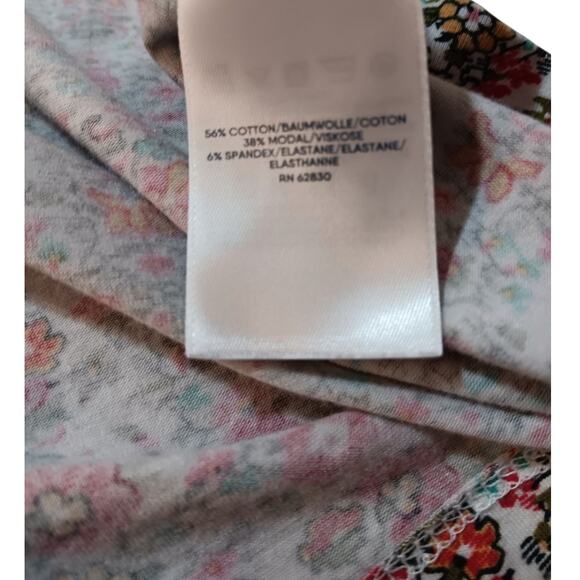 56% COTTON/BAUMWOLLE/COTON
38% MODAL/VISKOSE
6% SPANDEX/ELASTANE/ELASTANE/
ELASTHANNE
RN 62830